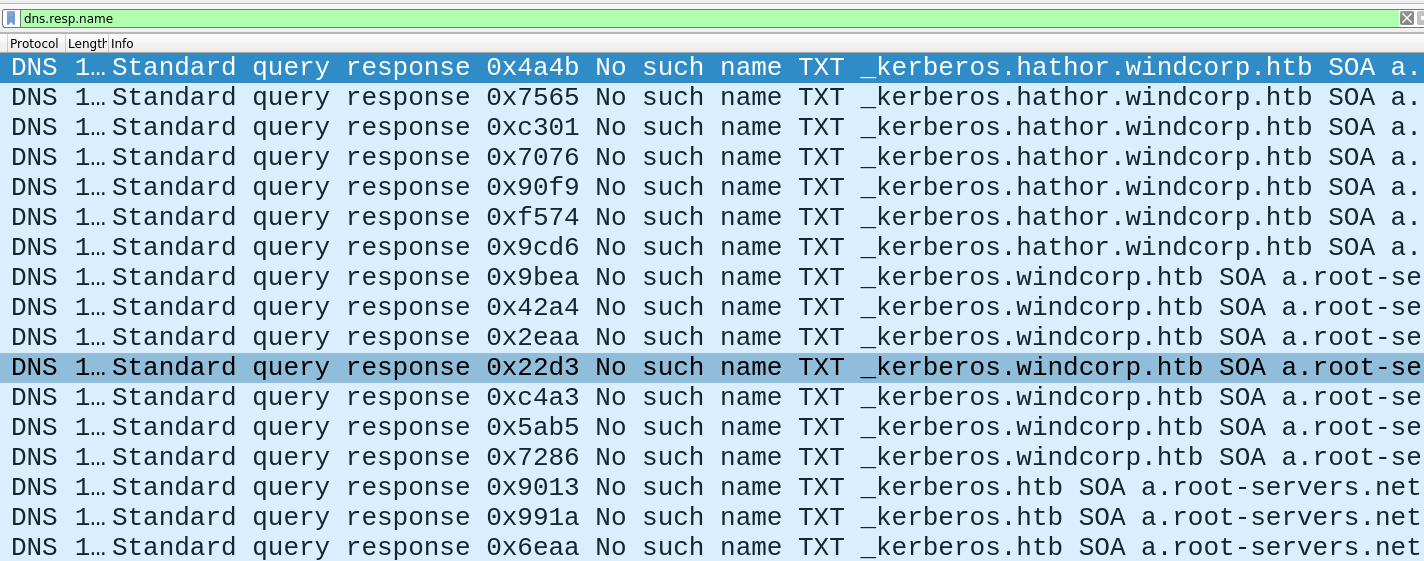 dns.resp.name
Protocol Length Info
DNS 1… Standard query response 0x4a4b No such name TXT _kerberos.hathor.windcorp.htb SOA a.
DNS 1… Standard query response 0x7565 No such name TXT _kerberos.hathor.windcorp.htb SOA a.
DNS 1… Standard query response 0xc301 No such name TXT _kerberos.hathor.windcorp.htb SOA a.
DNS 1… Standard query response 0x7076 No such name TXT _kerberos.hathor.windcorp.htb SOA a.
DNS 1… Standard query response 0x90f9 No such name TXT _kerberos.hathor.windcorp.htb SOA a.
DNS 1… Standard query response 0xf574 No such name TXT _kerberos.hathor.windcorp.htb SOA a.
DNS 1… Standard query response 0x9cd6 No such name TXT _kerberos.hathor.windcorp.htb SOA a.
DNS 1… Standard query response 0x9bea No such name TXT _kerberos.windcorp.htb SOA a.root-se
DNS 1… Standard query response 0x42a4 No such name TXT _kerberos.windcorp.htb SOA a.root-se
DNS 1… Standard query response 0x2eaa No such name TXT _kerberos.windcorp.htb SOA a.root-se
DNS 1… Standard query response 0x22d3 No such name TXT _kerberos.windcorp.htb SOA a.root-se
DNS 1… Standard query response 0xc4a3 No such name TXT _kerberos.windcorp.htb SOA a.root-se
DNS 1… Standard query response 0x5ab5 No such name TXT _kerberos.windcorp.htb SOA a.root-se
DNS 1… Standard query response 0x7286 No such name TXT _kerberos.windcorp.htb SOA a.root-se
DNS 1… Standard query response 0x9013 No such name TXT _kerberos.htb SOA a.root-servers.net
DNS 1… Standard query response 0x991a No such name TXT _kerberos.htb SOA a.root-servers.net
DNS 1… Standard query response 0x6eaa No such name TXT _kerberos.htb SOA a.root-servers.net